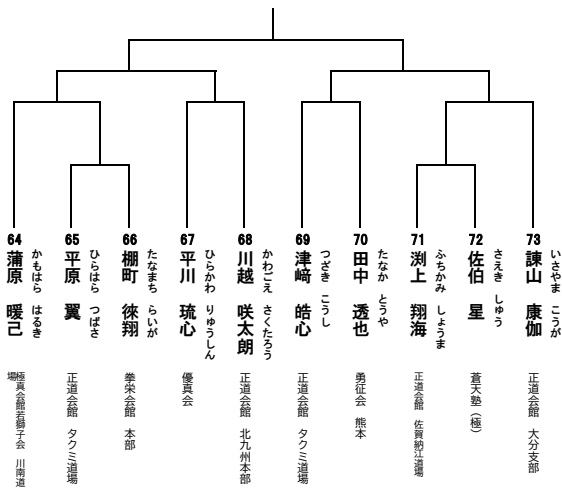 64
蒲原 暖己
かもはら はるき
極真会館若獅子会 川南道場
65
平原 翼
ひらはら つばさ
正道会館 タクミ道場
66
棚町 徠翔
たなまち らいが
拳栄会館 本部
67
平川 琉心
ひらかわ りゅうしん
優真会
68
川越 咲太朗
かわごえ さくたろう
正道会館 北九州本部
69
津﨑 皓心
つざき こうし
正道会館 タクミ道場
70
田中 透也
たなか とうや
勇征会 熊本
71
渕上 翔海
ふちかみ しょうま
正道会館 佐賀納江道場
72
佐伯 星
さえき しゅう
蒼天塾（極）
73
諌山 康伽
いさやま こうが
正道会館 大分支部